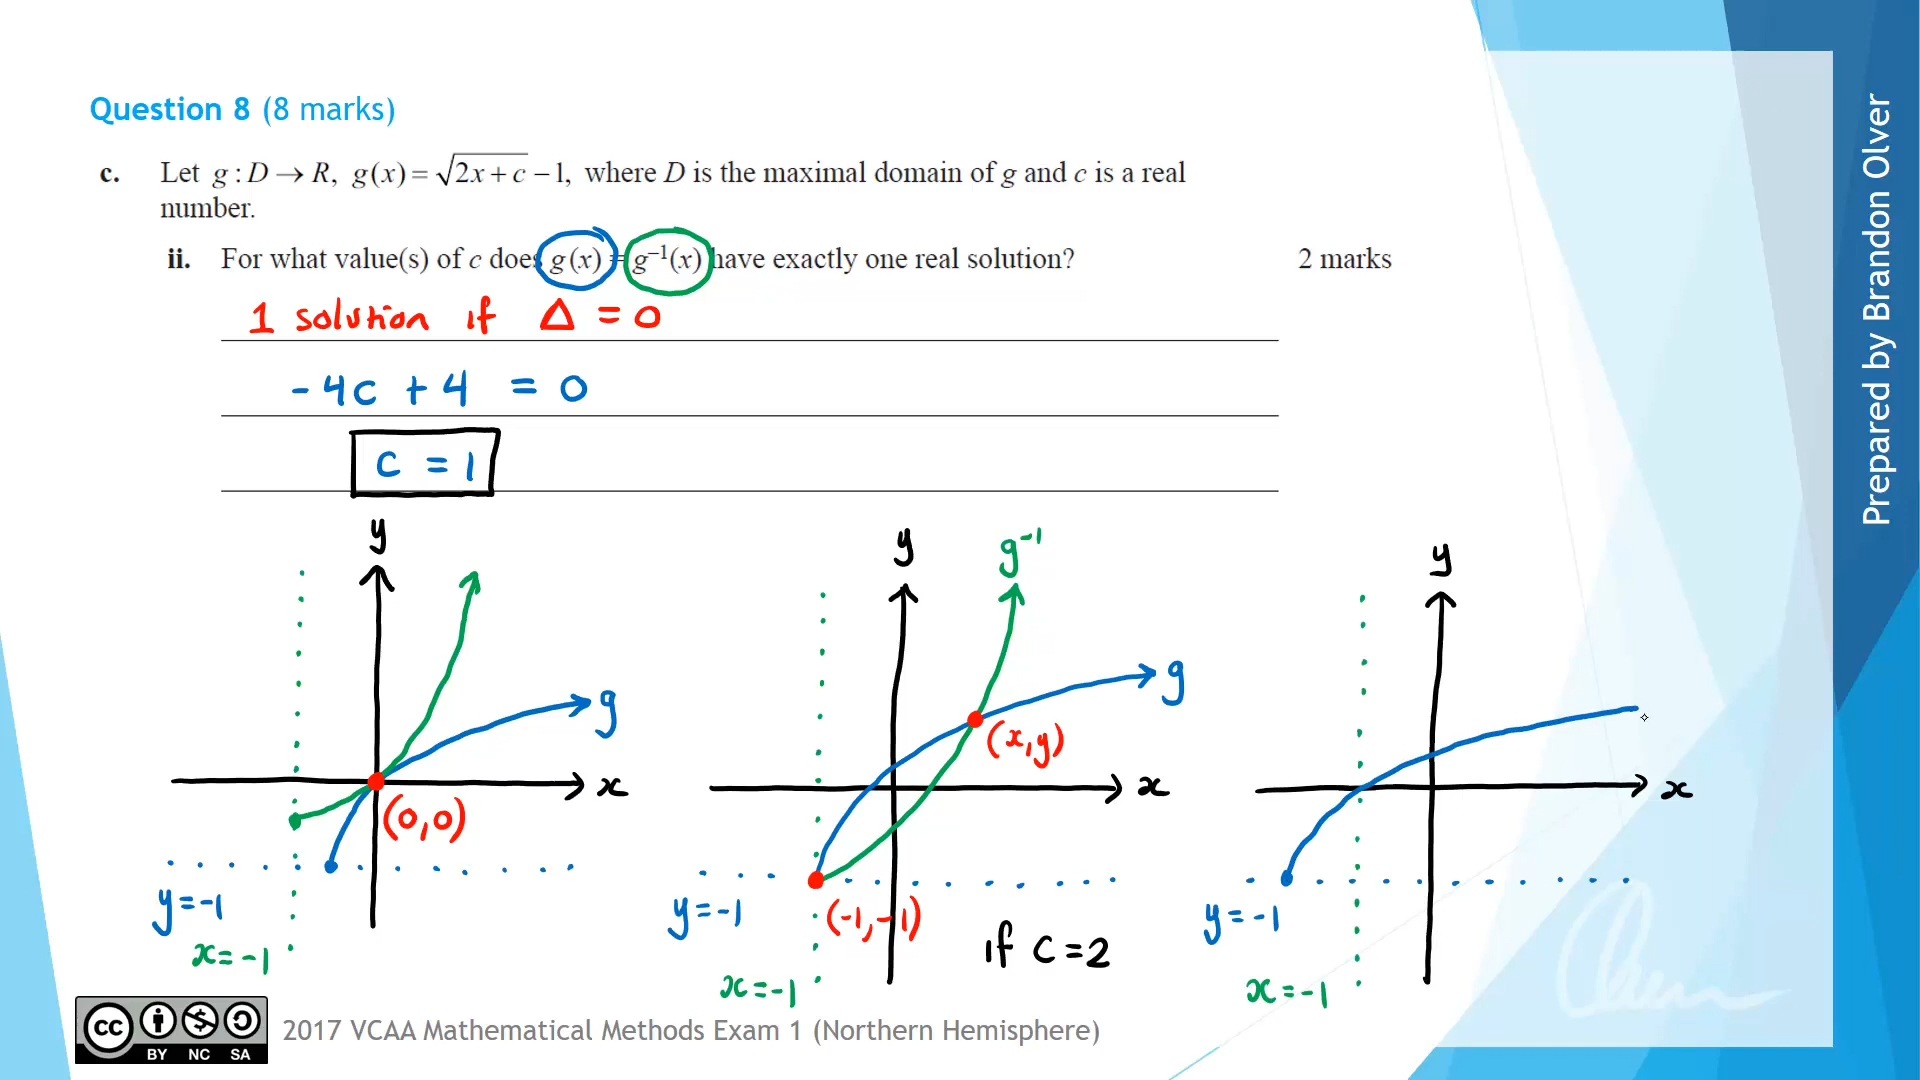 Question 8 (8 marks)
c. Let g : D → R, g(x) = √2x + c − 1, where D is the maximal domain of g and c is a real
number.
ii. For what value(s) of c does g(x) = g⁻¹(x) have exactly one real solution? 2 marks
1 solution if Δ = 0
-4c + 4 = 0
c = 1
y
y
g⁻¹
y
g
g
(x,y)
x
x
x
(0,0)
y=-1
y=-1
(-1,-1)
y=-1
x=-1
if c=2
x=-1
x=-1
cc BY NC SA
2017 VCAA Mathematical Methods Exam 1 (Northern Hemisphere)
Prepared by Brandon Olver